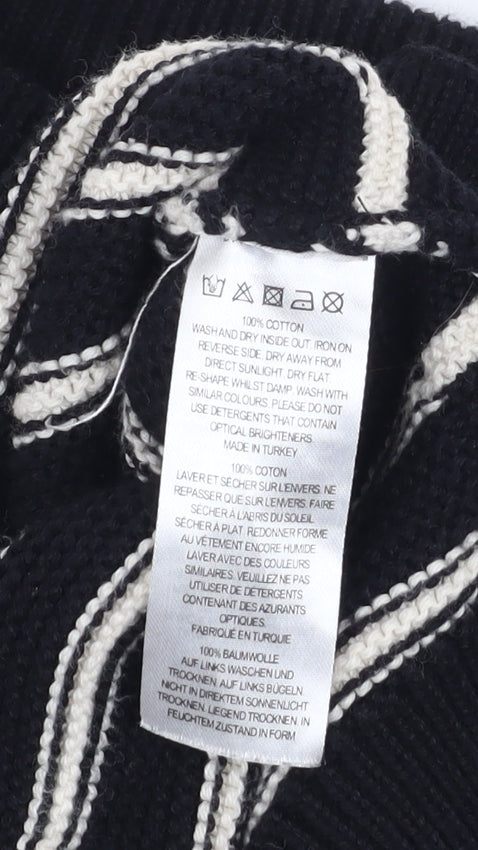 100% COTTON
WASH AND DRY INSIDE OUT. IRON ON
REVERSE SIDE. DRY AWAY FROM
DIRECT SUNLIGHT. DRY FLAT.
RE-SHAPE WHILST DAMP. WASH WITH
SIMILAR COLOURS. PLEASE DO NOT
USE DETERGENTS THAT CONTAIN
OPTICAL BRIGHTENERS.
MADE IN TURKEY
100% COTON
LAVER ET SÉCHER SUR L'ENVERS. NE
REPASSER QUE SUR L'ENVERS. FAIRE
SÉCHER À L'ABRIS DU SOLEIL.
SÉCHER À PLAT. REDONNER FORME
AU VÊTEMENT ENCORE HUMIDE.
LAVER AVEC DES COULEURS
SIMILAIRES. VEUILLEZ NE PAS
UTILISER DE DÉTERGENTS
CONTENANT DES AZURANTS
OPTIQUES.
FABRIQUÉ EN TURQUIE
100% BAUMWOLLE
AUF LINKS WASCHEN UND
TROCKNEN. AUF LINKS BÜGELN.
NICHT IN DIREKTEM SONNENLICHT
TROCKNEN. LIEGEND TROCKNEN. IN
FEUCHTEM ZUSTAND IN FORM